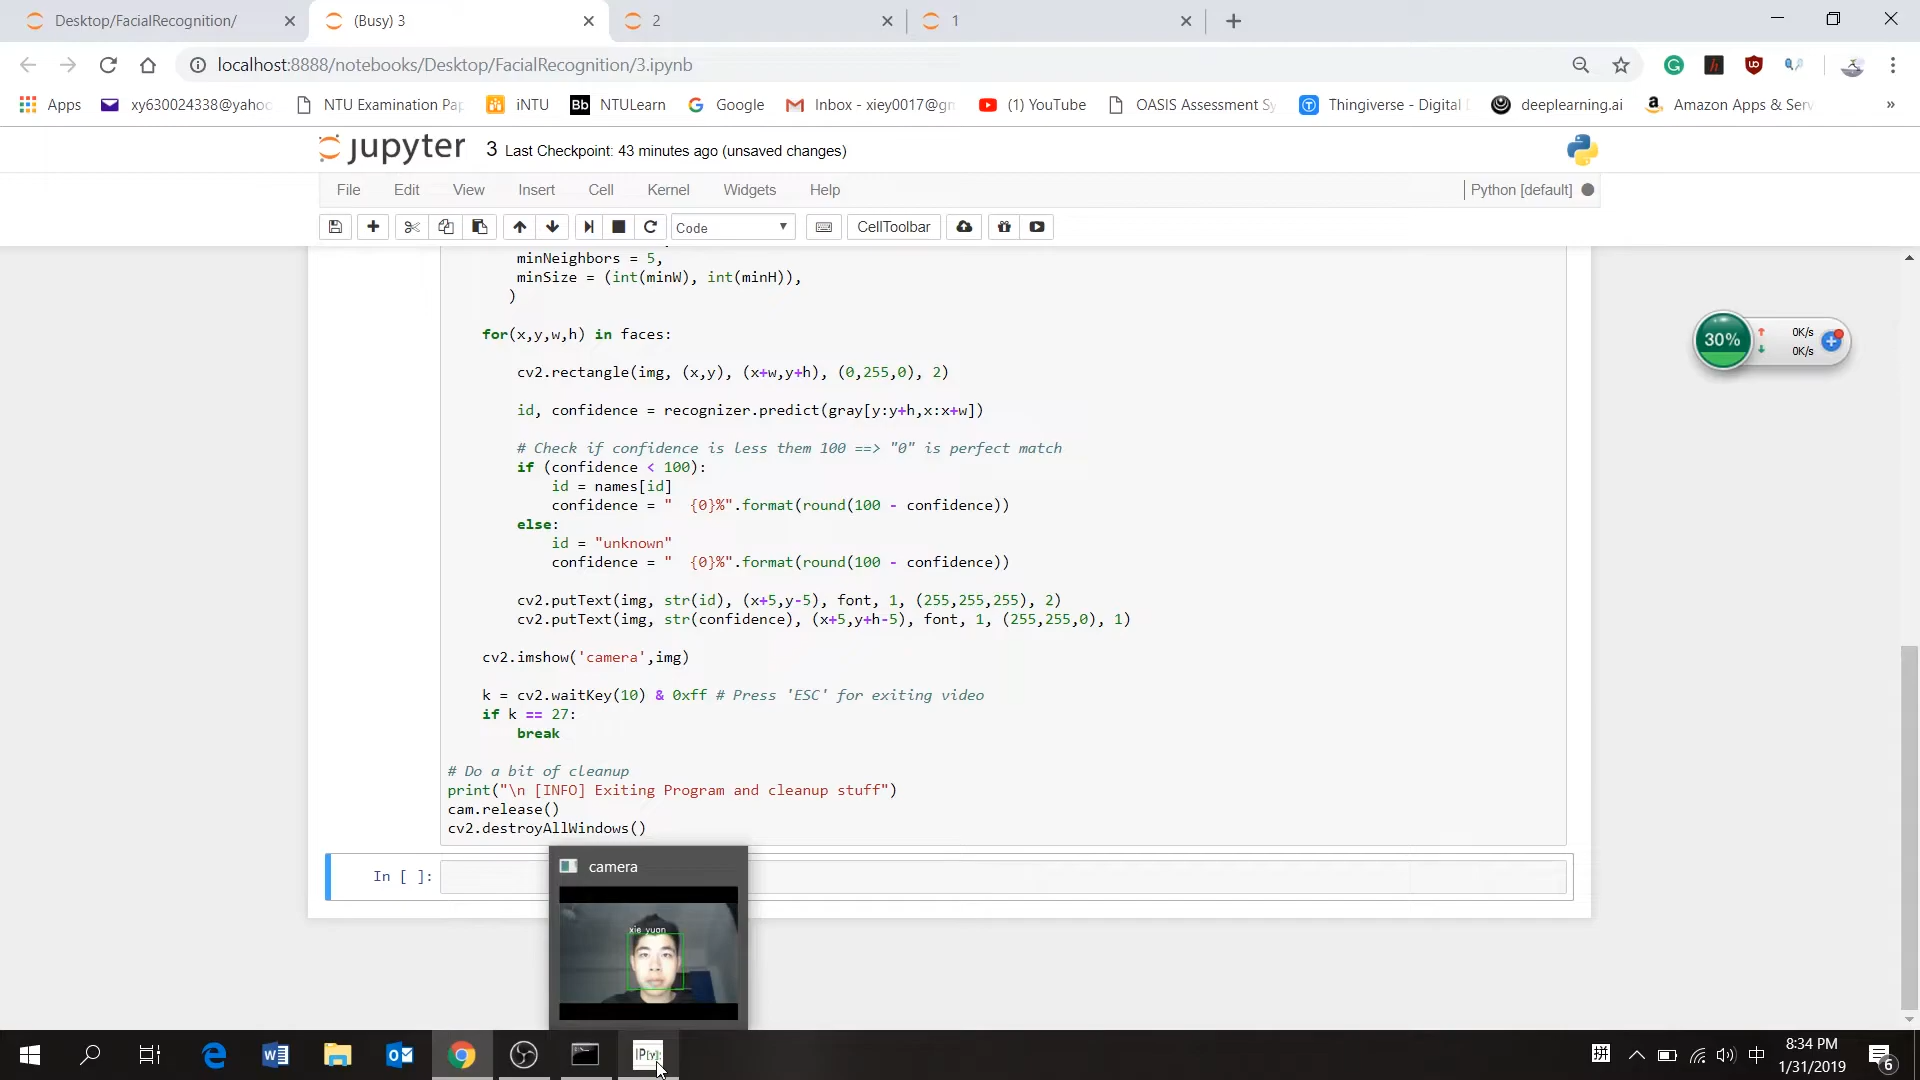 Desktop/FacialRecognition/
(Busy) 3
2
1
localhost:8888/notebooks/Desktop/FacialRecognition/3.ipynb
Apps
xy630024338@yahoo
NTU Examination Pap
iNTU
Bb NTULearn
Google
Inbox - xiey0017@gm
(1) YouTube
OASIS Assessment Sy
Thingiverse - Digital D
deeplearning.ai
Amazon Apps & Serv
»
jupyter 3 Last Checkpoint: 43 minutes ago (unsaved changes)
File Edit View Insert Cell Kernel Widgets Help
Python [default]
Code
CellToolbar
minNeighbors = 5,
minSize = (int(minW), int(minH)),
)
for(x,y,w,h) in faces:
cv2.rectangle(img, (x,y), (x+w,y+h), (0,255,0), 2)
id, confidence = recognizer.predict(gray[y:y+h,x:x+w])
# Check if confidence is less them 100 ==> "0" is perfect match
if (confidence < 100):
id = names[id]
confidence = "  {0}%".format(round(100 - confidence))
else:
id = "unknown"
confidence = "  {0}%".format(round(100 - confidence))
cv2.putText(img, str(id), (x+5,y-5), font, 1, (255,255,255), 2)
cv2.putText(img, str(confidence), (x+5,y+h-5), font, 1, (255,255,0), 1)
cv2.imshow('camera',img)
k = cv2.waitKey(10) & 0xff # Press 'ESC' for exiting video
if k == 27:
break
# Do a bit of cleanup
print("\n [INFO] Exiting Program and cleanup stuff")
cam.release()
cv2.destroyAllWindows()
In [ ]:
30%
0K/s
0K/s
camera
xie yuan
IP[y]:
拼
中
8:34 PM
1/31/2019
6